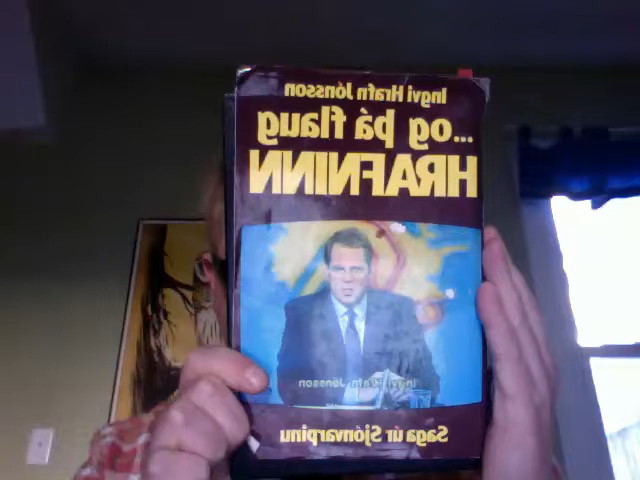 Ingvi Hrafn Jónsson
...og þá flaug
HRAFNINN
Ingvi Hrafn Jónsson
Saga úr Sjónvarpinu